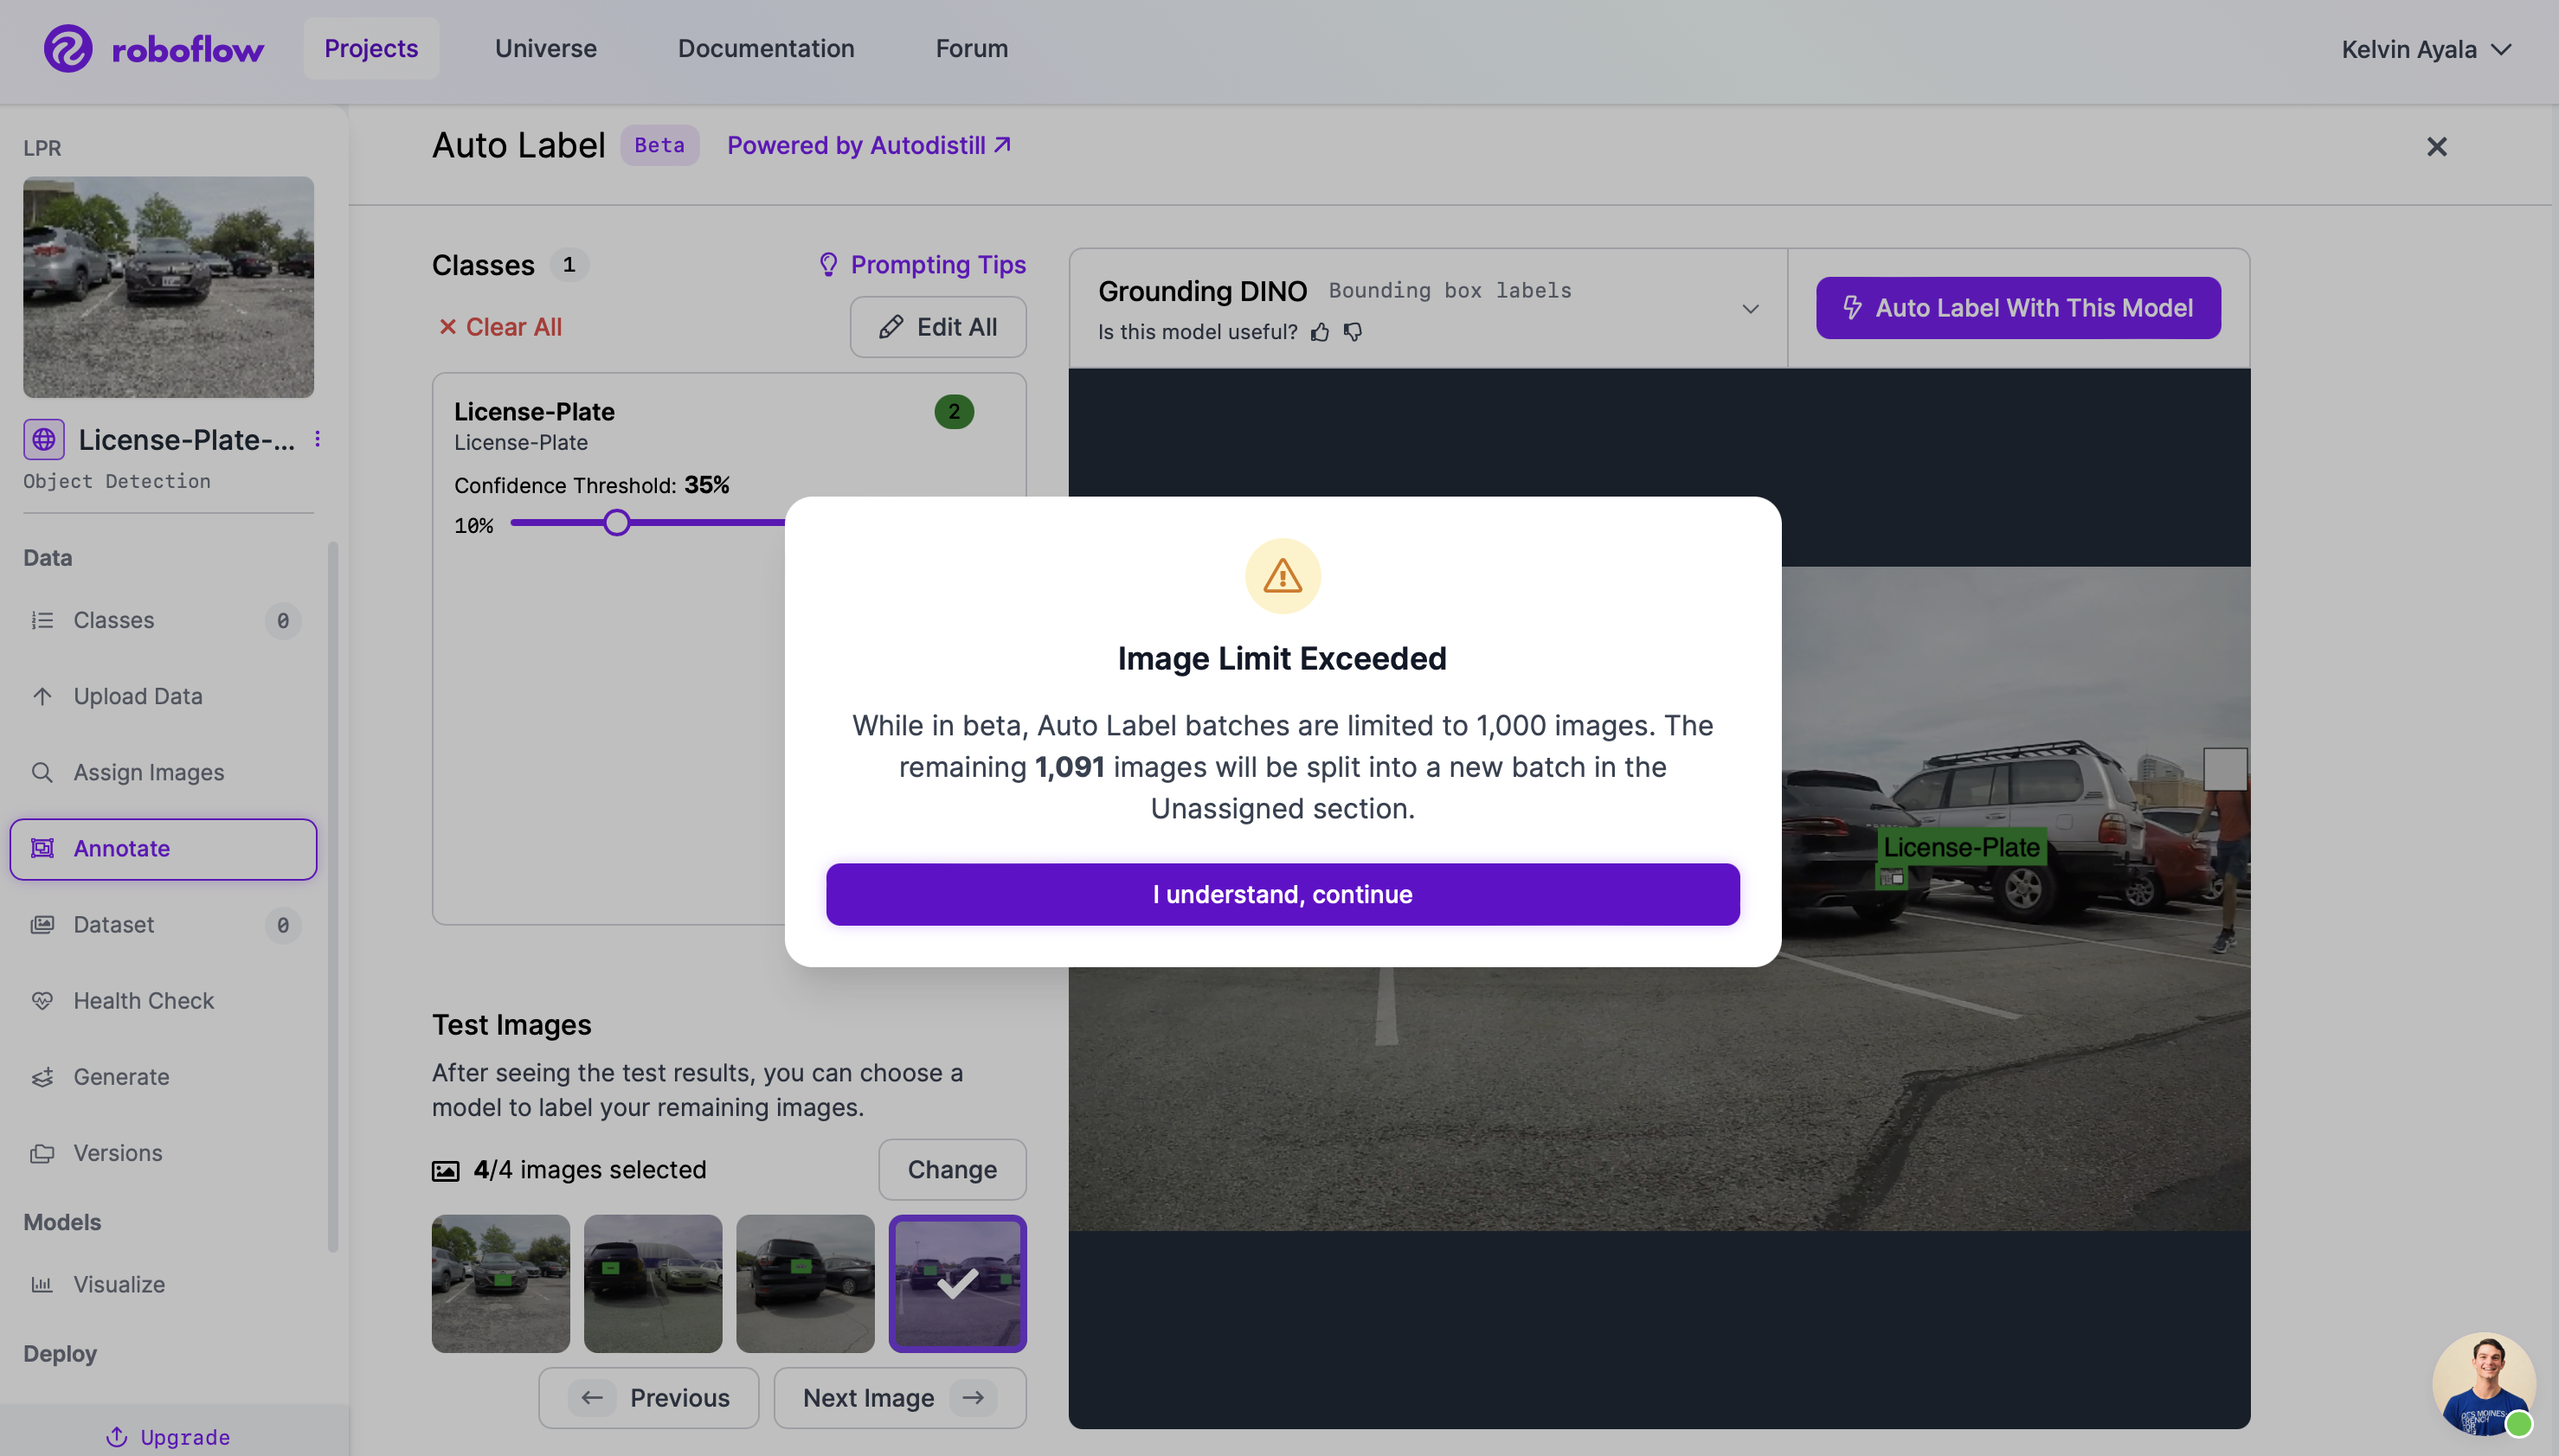 roboflow
Projects
Universe
Documentation
Forum
Kelvin Ayala
LPR
License-Plate-...
Object Detection
Data
Classes 0
Upload Data
Assign Images
Annotate
Dataset 0
Health Check
Generate
Versions
Models
Visualize
Deploy
Upgrade
Auto Label Beta Powered by Autodistill
Classes 1
Prompting Tips
Clear All
Edit All
License-Plate 2
License-Plate
Confidence Threshold: 35%
10%
Grounding DINO Bounding box labels
Is this model useful?
Auto Label With This Model
License-Plate
Image Limit Exceeded
While in beta, Auto Label batches are limited to 1,000 images. The
remaining 1,091 images will be split into a new batch in the
Unassigned section.
I understand, continue
Test Images
After seeing the test results, you can choose a
model to label your remaining images.
4/4 images selected
Change
Previous
Next Image